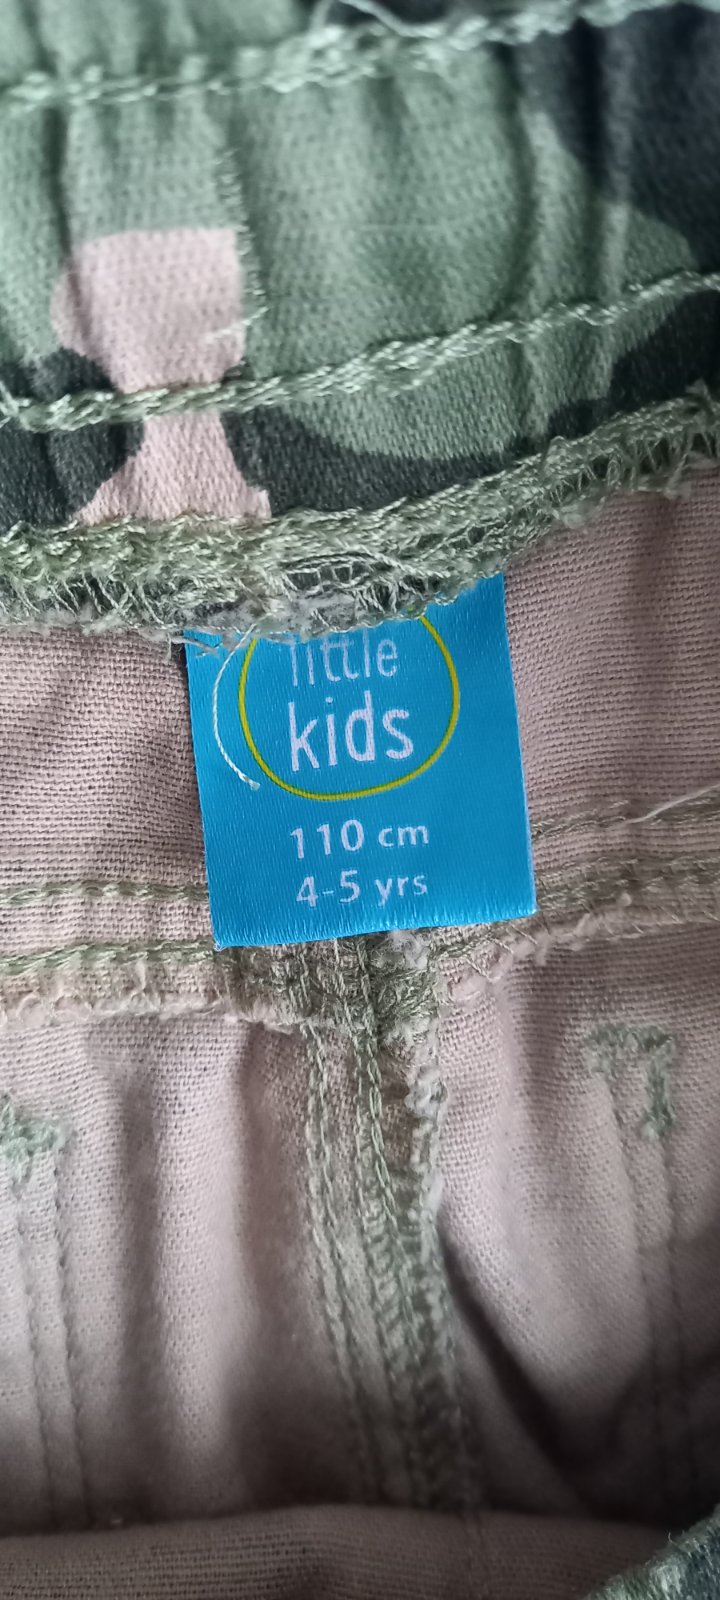 little
kids
110 cm
4-5 yrs